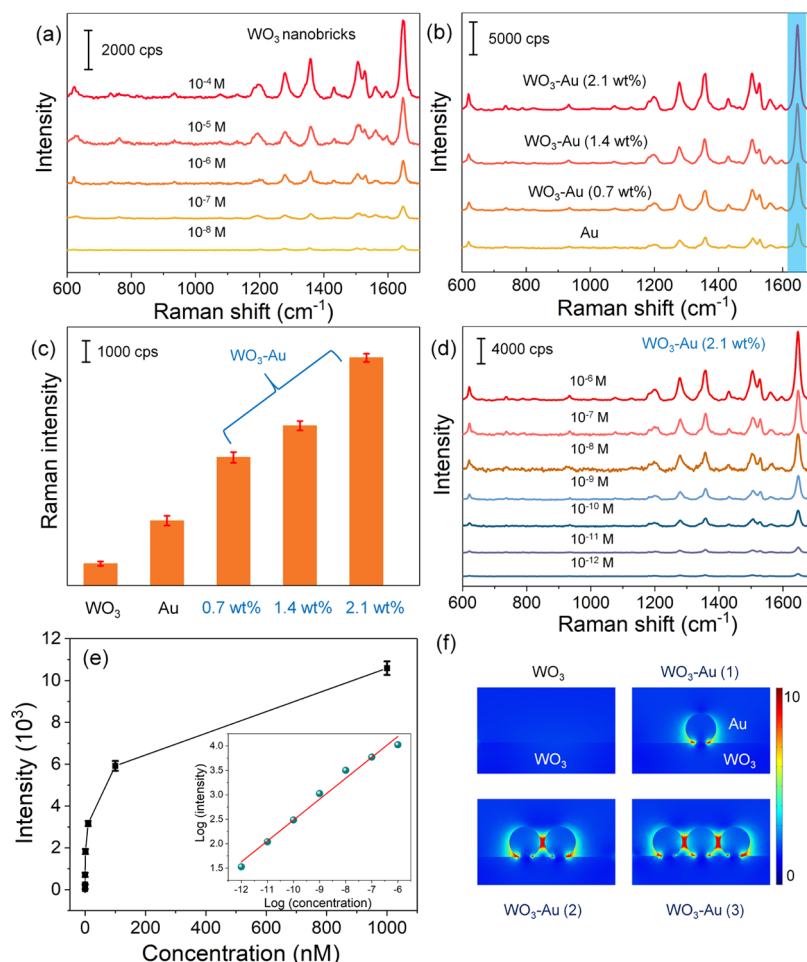 (a)
2000 cps
WO₃ nanobricks
10⁻⁴ M
10⁻⁵ M
10⁻⁶ M
10⁻⁷ M
10⁻⁸ M
Intensity
600 800 1000 1200 1400 1600
Raman shift (cm⁻¹)
(b)
5000 cps
WO₃-Au (2.1 wt%)
WO₃-Au (1.4 wt%)
WO₃-Au (0.7 wt%)
Au
Intensity
600 800 1000 1200 1400 1600
Raman shift (cm⁻¹)
(c)
1000 cps
WO₃-Au
Raman intensity
WO₃ Au 0.7 wt% 1.4 wt% 2.1 wt%
(d)
4000 cps
WO₃-Au (2.1 wt%)
10⁻⁶ M
10⁻⁷ M
10⁻⁸ M
10⁻⁹ M
10⁻¹⁰ M
10⁻¹¹ M
10⁻¹² M
Intensity
600 800 1000 1200 1400 1600
Raman shift (cm⁻¹)
(e)
Intensity (10³)
12
10
8
6
4
2
0
0 200 400 600 800 1000
Concentration (nM)
Log (intensity)
4.0
3.5
3.0
2.5
2.0
1.5
-12 -11 -10 -9 -8 -7 -6
Log (concentration)
(f)
WO₃
WO₃
WO₃-Au (1)
Au
WO₃
10
0
WO₃-Au (2)
WO₃-Au (3)